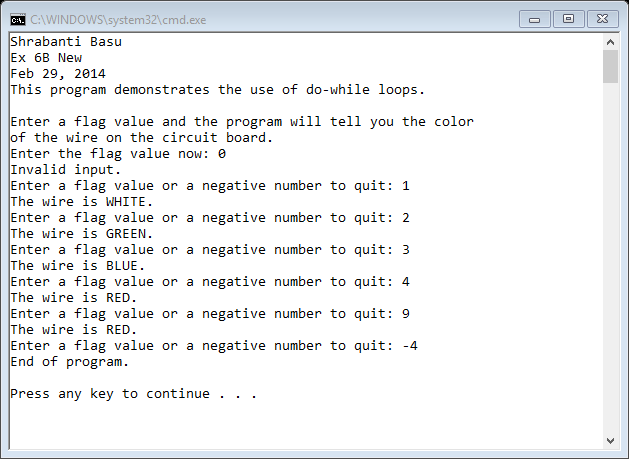 C:\WINDOWS\system32\cmd.exe
Shrabanti Basu
Ex 6B New
Feb 29, 2014
This program demonstrates the use of do-while loops.
Enter a flag value and the program will tell you the color
of the wire on the circuit board.
Enter the flag value now: 0
Invalid input.
Enter a flag value or a negative number to quit: 1
The wire is WHITE.
Enter a flag value or a negative number to quit: 2
The wire is GREEN.
Enter a flag value or a negative number to quit: 3
The wire is BLUE.
Enter a flag value or a negative number to quit: 4
The wire is RED.
Enter a flag value or a negative number to quit: 9
The wire is RED.
Enter a flag value or a negative number to quit: -4
End of program.
Press any key to continue . . .